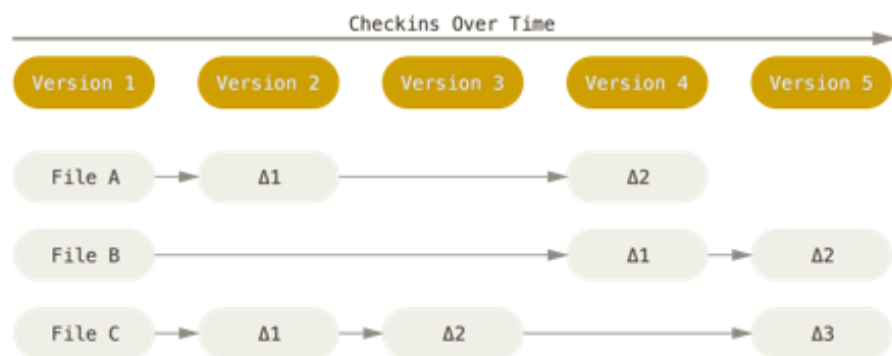 Checkins Over Time
Version 1 Version 2 Version 3 Version 4 Version 5
File A Δ1 Δ2
File B Δ1 Δ2
File C Δ1 Δ2 Δ3